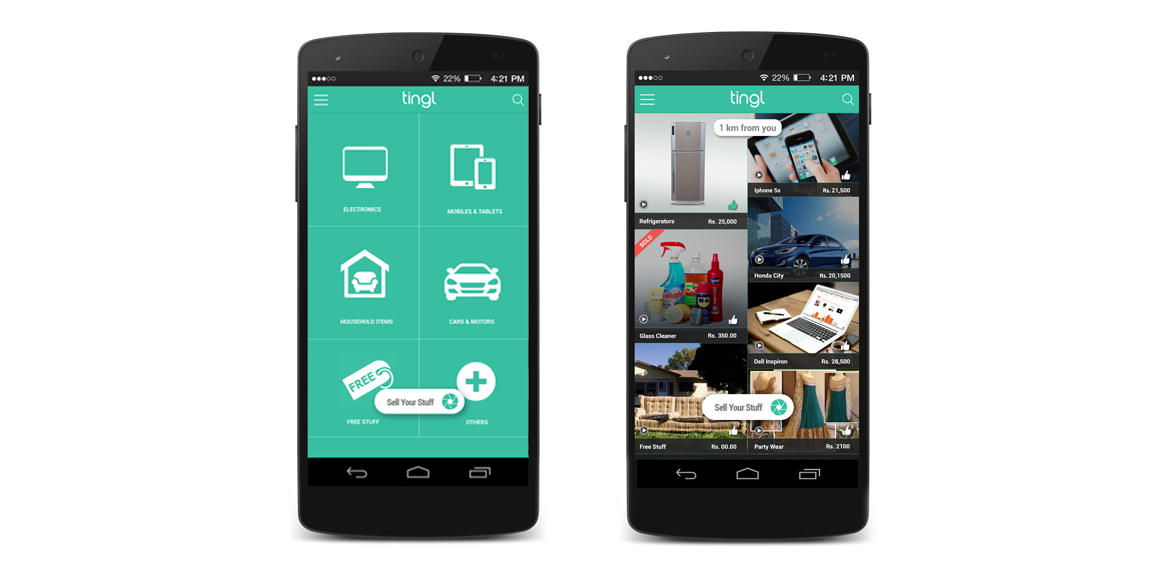 22% 4:21 PM
tingl
ELECTRONICS
MOBILES & TABLETS
HOUSEHOLD ITEMS
CARS & MOTORS
FREE
FREE STUFF
Sell Your Stuff
OTHERS
22% 4:21 PM
tingl
1 km from you
Iphone 5s Rs. 21,500
Refrigerators Rs. 25,000
SOLD
Honda City Rs. 20,1500
Glass Cleaner Rs. 350.00
Dell Inspiron Rs. 28,500
Sell Your Stuff
Free Stuff Rs. 00.00
Party Wear Rs. 2100